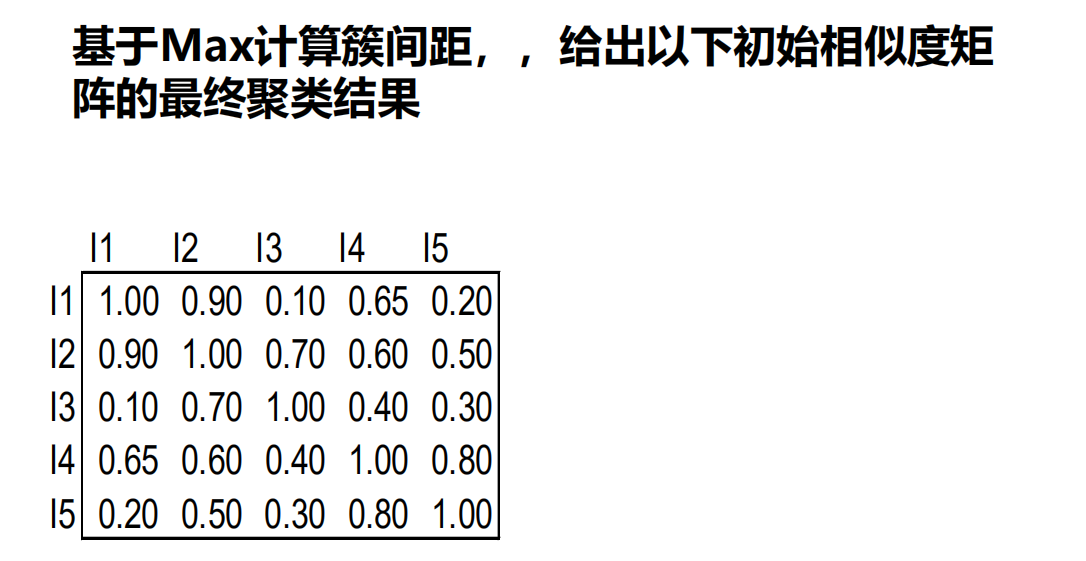 基于Max计算簇间距，，给出以下初始相似度矩
阵的最终聚类结果
I1 I2 I3 I4 I5
I1 1.00 0.90 0.10 0.65 0.20
I2 0.90 1.00 0.70 0.60 0.50
I3 0.10 0.70 1.00 0.40 0.30
I4 0.65 0.60 0.40 1.00 0.80
I5 0.20 0.50 0.30 0.80 1.00